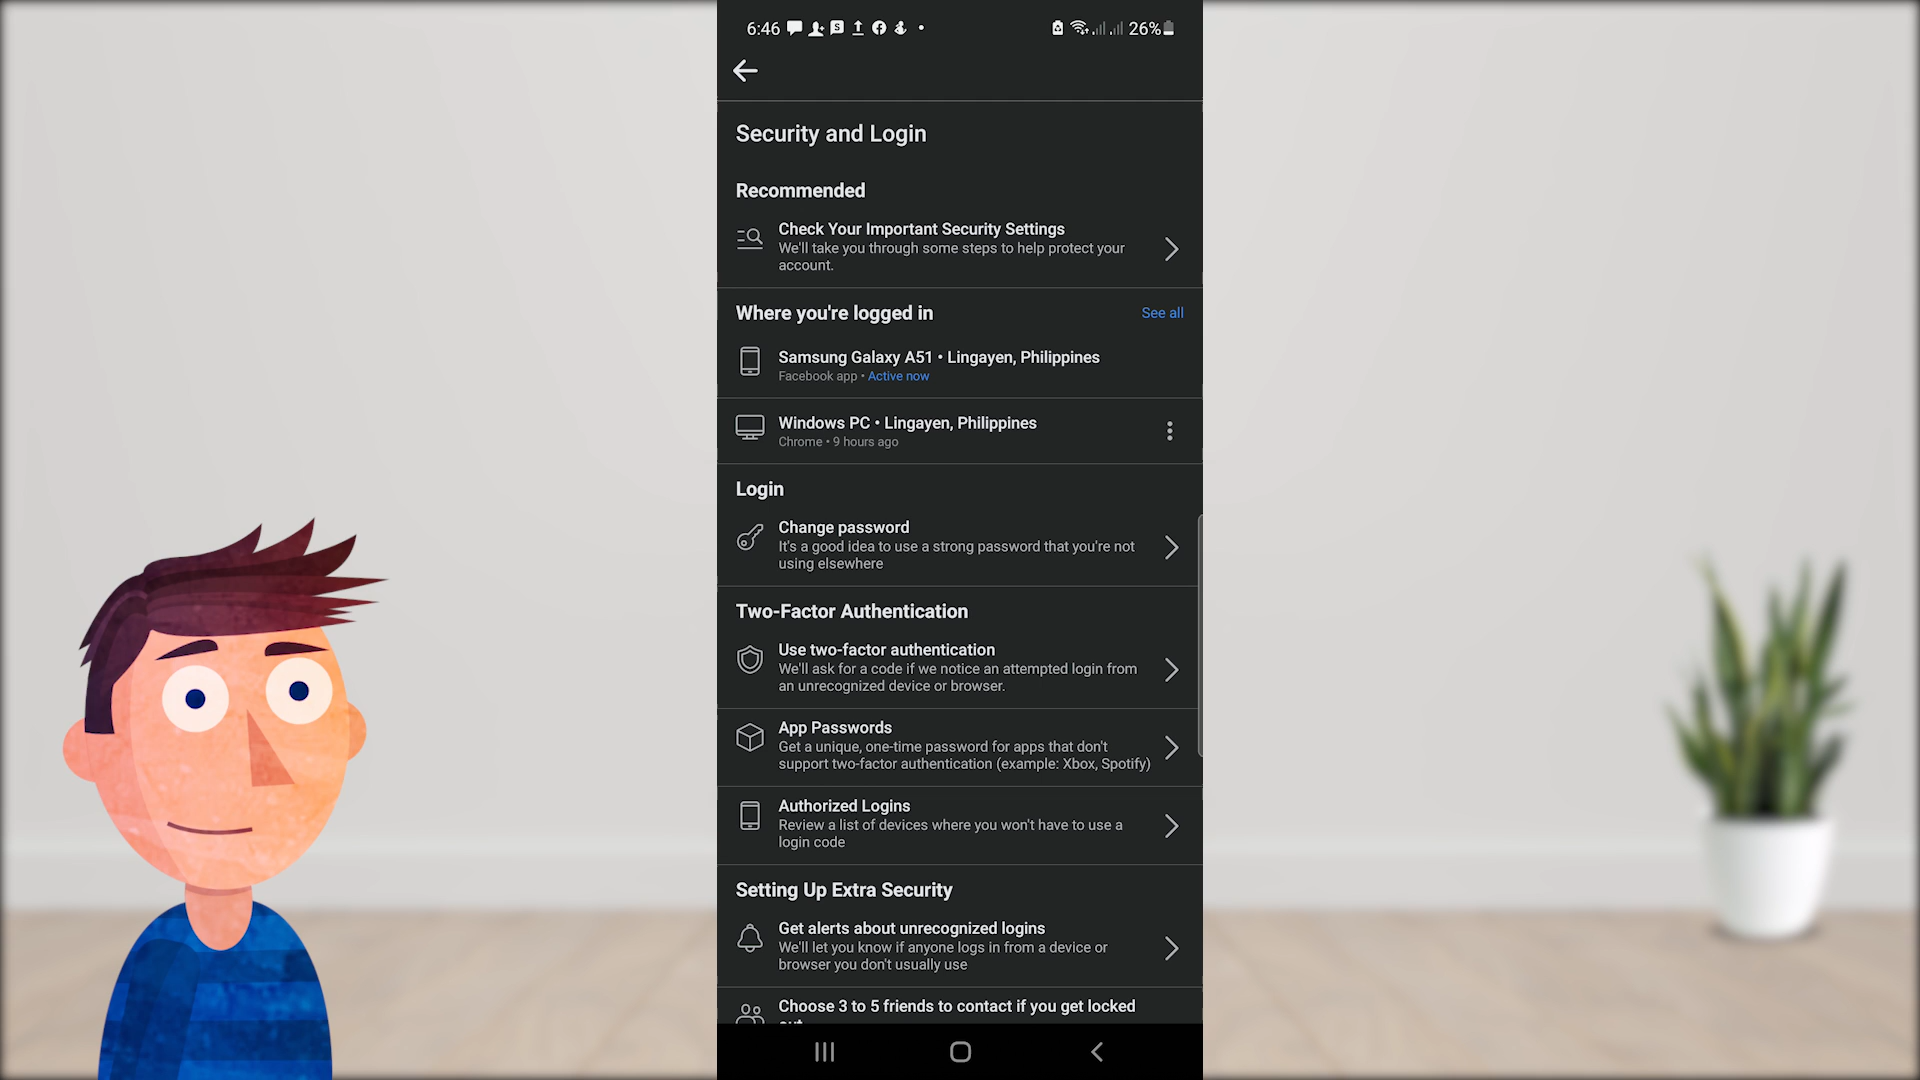 6:46
26%
Security and Login
Recommended
Check Your Important Security Settings
We'll take you through some steps to help protect your
account.
Where you're logged in
See all
Samsung Galaxy A51 • Lingayen, Philippines
Facebook app • Active now
Windows PC • Lingayen, Philippines
Chrome • 9 hours ago
Login
Change password
It's a good idea to use a strong password that you're not
using elsewhere
Two-Factor Authentication
Use two-factor authentication
We'll ask for a code if we notice an attempted login from
an unrecognized device or browser.
App Passwords
Get a unique, one-time password for apps that don't
support two-factor authentication (example: Xbox, Spotify)
Authorized Logins
Review a list of devices where you won't have to use a
login code
Setting Up Extra Security
Get alerts about unrecognized logins
We'll let you know if anyone logs in from a device or
browser you don't usually use
Choose 3 to 5 friends to contact if you get locked